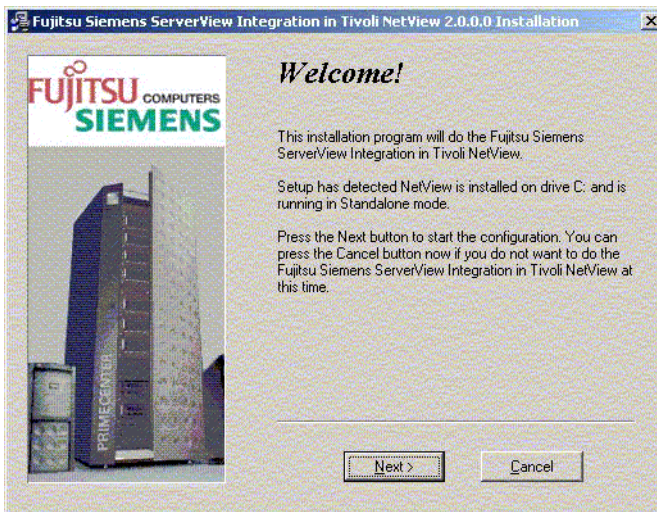 Fujitsu Siemens ServerView Integration in Tivoli NetView 2.0.0.0 Installation
FUJITSU COMPUTERS
SIEMENS
Welcome!
This installation program will do the Fujitsu Siemens
ServerView Integration in Tivoli NetView.
Setup has detected NetView is installed on drive C: and is
running in Standalone mode.
Press the Next button to start the configuration. You can
press the Cancel button now if you do not want to do the
Fujitsu Siemens ServerView Integration in Tivoli NetView at
this time.
PRIMECENTER
Next >
Cancel